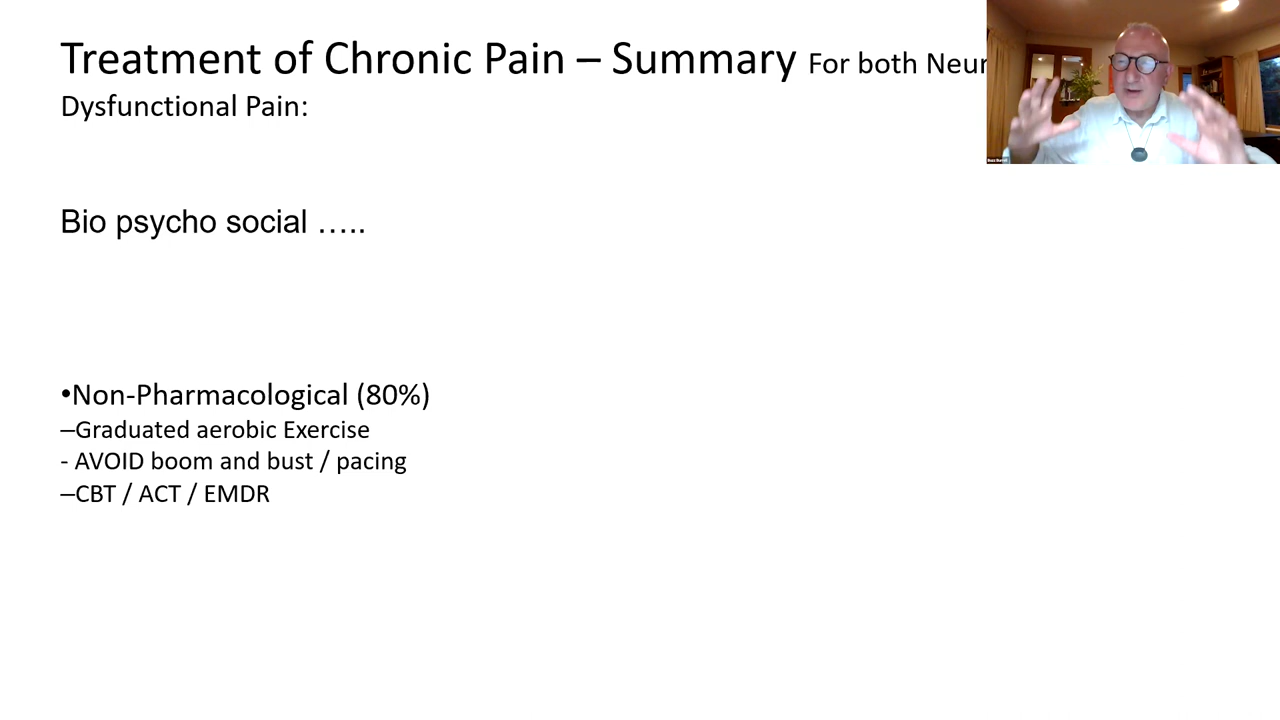 Treatment of Chronic Pain – Summary For both Neur
Dysfunctional Pain:
Bio psycho social …..
•Non-Pharmacological (80%)
–Graduated aerobic Exercise
- AVOID boom and bust / pacing
–CBT / ACT / EMDR